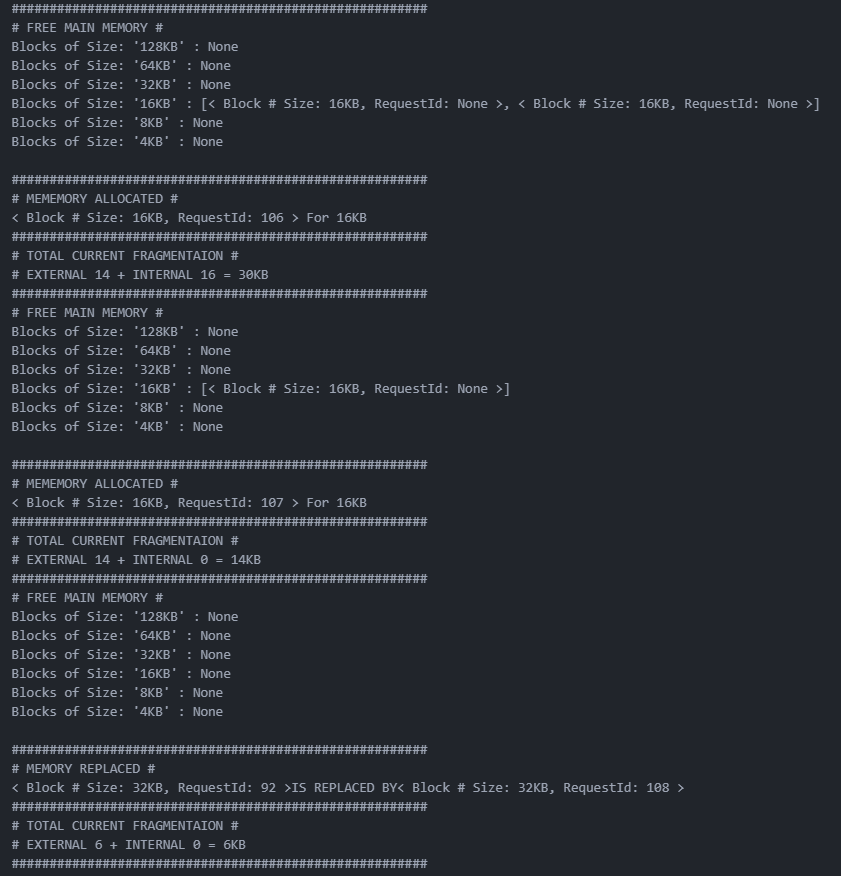 #######################################################
# FREE MAIN MEMORY #
Blocks of Size: '128KB' : None
Blocks of Size: '64KB' : None
Blocks of Size: '32KB' : None
Blocks of Size: '16KB' : [< Block # Size: 16KB, RequestId: None >, < Block # Size: 16KB, RequestId: None >]
Blocks of Size: '8KB' : None
Blocks of Size: '4KB' : None

#######################################################
# MEMEMORY ALLOCATED #
< Block # Size: 16KB, RequestId: 106 > For 16KB
#######################################################
# TOTAL CURRENT FRAGMENTAION #
# EXTERNAL 14 + INTERNAL 16 = 30KB
#######################################################
# FREE MAIN MEMORY #
Blocks of Size: '128KB' : None
Blocks of Size: '64KB' : None
Blocks of Size: '32KB' : None
Blocks of Size: '16KB' : [< Block # Size: 16KB, RequestId: None >]
Blocks of Size: '8KB' : None
Blocks of Size: '4KB' : None

#######################################################
# MEMEMORY ALLOCATED #
< Block # Size: 16KB, RequestId: 107 > For 16KB
#######################################################
# TOTAL CURRENT FRAGMENTAION #
# EXTERNAL 14 + INTERNAL 0 = 14KB
#######################################################
# FREE MAIN MEMORY #
Blocks of Size: '128KB' : None
Blocks of Size: '64KB' : None
Blocks of Size: '32KB' : None
Blocks of Size: '16KB' : None
Blocks of Size: '8KB' : None
Blocks of Size: '4KB' : None

#######################################################
# MEMORY REPLACED #
< Block # Size: 32KB, RequestId: 92 >IS REPLACED BY< Block # Size: 32KB, RequestId: 108 >
#######################################################
# TOTAL CURRENT FRAGMENTAION #
# EXTERNAL 6 + INTERNAL 0 = 6KB
#######################################################